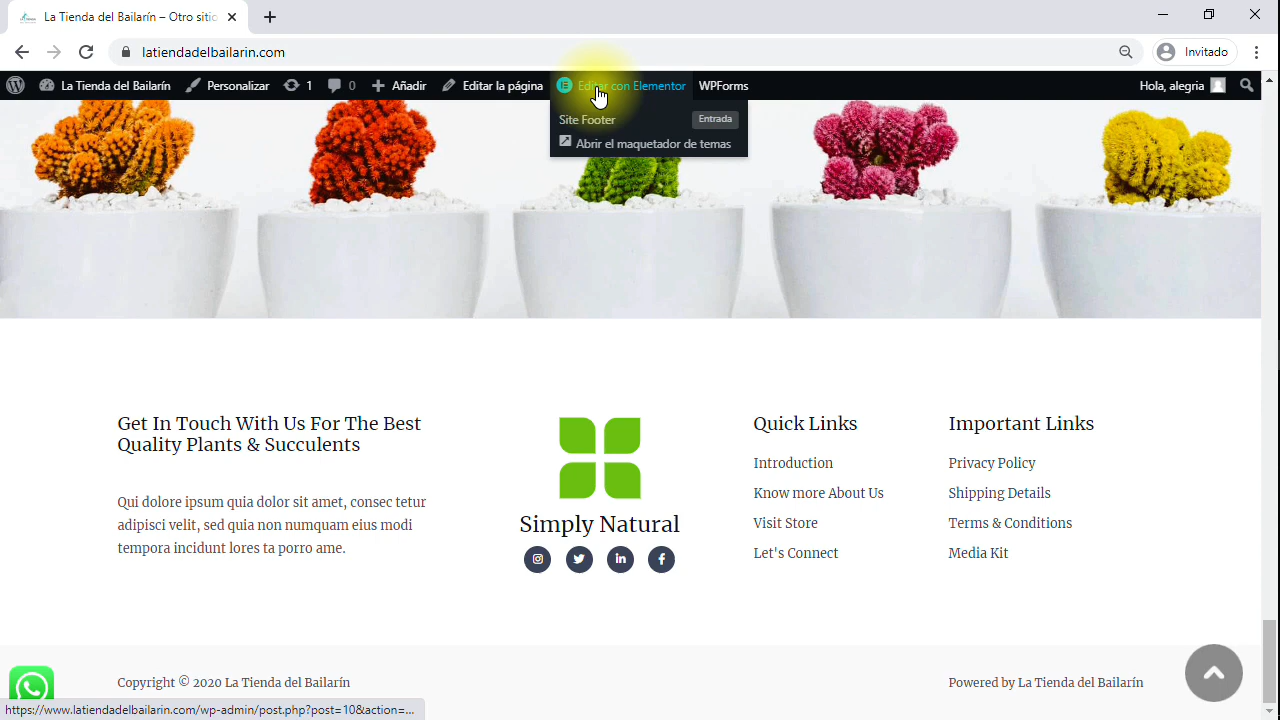 La Tienda del Bailarín – Otro sitio
latiendadelbailarin.com
Invitado
La Tienda del Bailarín
Personalizar
1
0
Añadir
Editar la página
Editar con Elementor
WPForms
Hola, alegria
Site Footer
Entrada
Abrir el maquetador de temas
Get In Touch With Us For The Best
Quality Plants & Succulents
Qui dolore ipsum quia dolor sit amet, consec tetur
adipisci velit, sed quia non numquam eius modi
tempora incidunt lores ta porro ame.
Simply Natural
Quick Links
Introduction
Know more About Us
Visit Store
Let's Connect
Important Links
Privacy Policy
Shipping Details
Terms & Conditions
Media Kit
Copyright © 2020 La Tienda del Bailarín
Powered by La Tienda del Bailarín
https://www.latiendadelbailarin.com/wp-admin/post.php?post=10&action=...